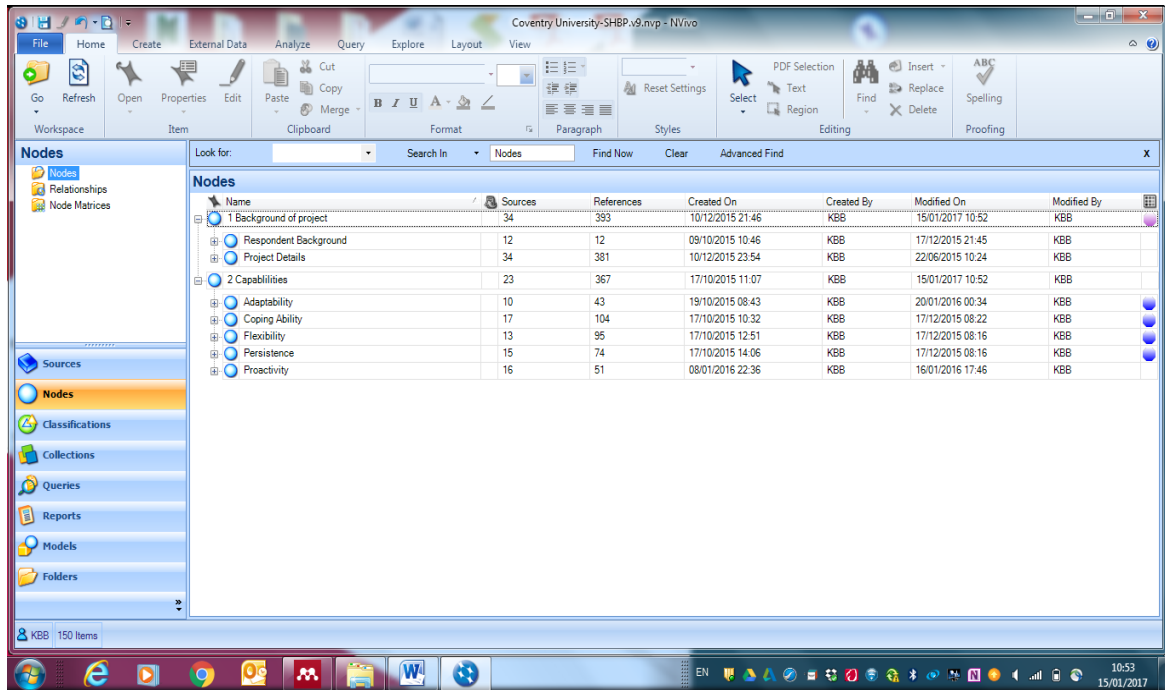 Coventry University-SHBP.v9.nvp - NVivo
File Home Create External Data Analyze Query Explore Layout View
Go Refresh Open Properties Edit Paste Cut Copy Merge B I U A Reset Settings Select PDF Selection Text Region Find Insert Replace Delete ABC Spelling
Workspace Item Clipboard Format Paragraph Styles Editing Proofing
Nodes Look for: Search In Nodes Find Now Clear Advanced Find x
Nodes
Relationships
Node Matrices
Nodes
Name Sources References Created On Created By Modified On Modified By
1 Background of project 34 393 10/12/2015 21:46 KBB 15/01/2017 10:52 KBB
Respondent Background 12 12 09/10/2015 10:46 KBB 17/12/2015 21:45 KBB
Project Details 34 381 10/12/2015 23:54 KBB 22/06/2015 10:24 KBB
2 Capablilities 23 367 17/10/2015 11:07 KBB 15/01/2017 10:52 KBB
Adaptability 10 43 19/10/2015 08:43 KBB 20/01/2016 00:34 KBB
Coping Ability 17 104 17/10/2015 10:32 KBB 17/12/2015 08:22 KBB
Flexibility 13 95 17/10/2015 12:51 KBB 17/12/2015 08:16 KBB
Persistence 15 74 17/10/2015 14:06 KBB 17/12/2015 08:16 KBB
Proactivity 16 51 08/01/2016 22:36 KBB 16/01/2016 17:46 KBB
Sources
Nodes
Classifications
Collections
Queries
Reports
Models
Folders
KBB 150 Items
EN 10:53
15/01/2017